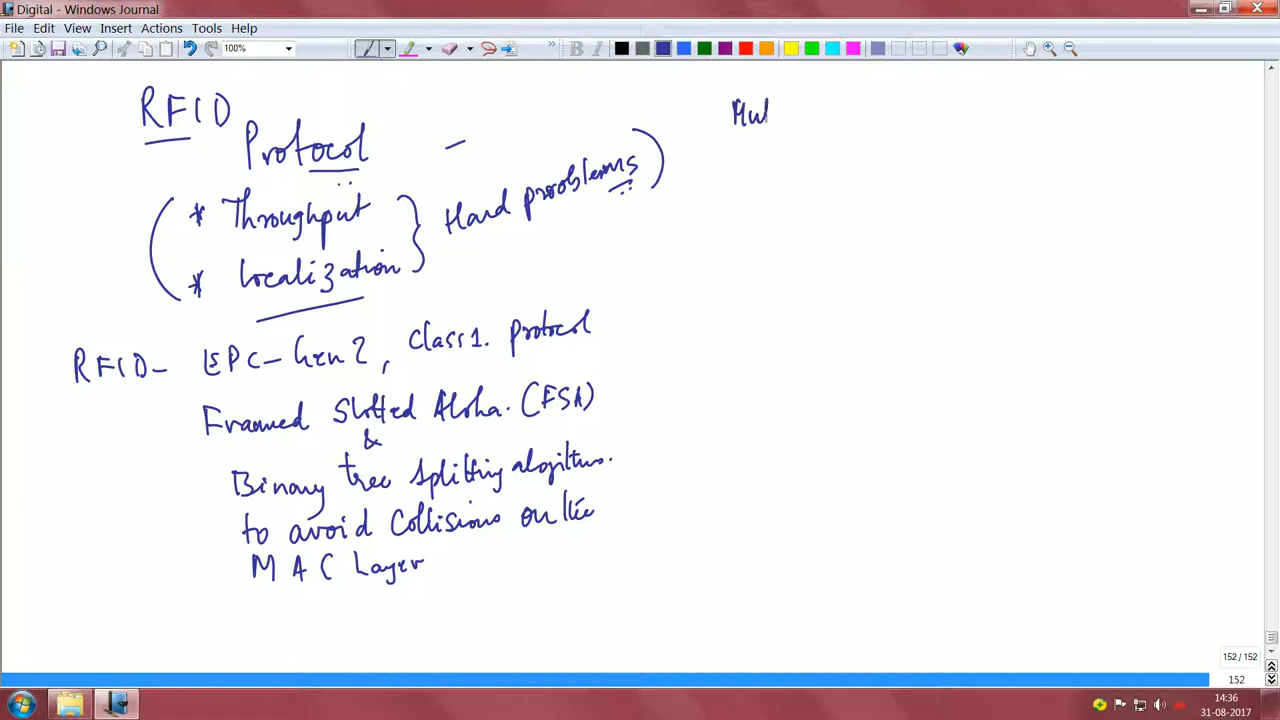 Digital - Windows Journal
File Edit View Insert Actions Tools Help
100%
RFID
Protocol -
* Throughput
* Localization
Hard prooblems
RFID- EPC- Gen 2, Class 1. protocol
Framed Slotted Aloha. (FSA)
&
Binary tree splitting algoithms.
to avoid Collisions on the
MAC Layer
Mul
152 / 152
152
14:36
31-08-2017